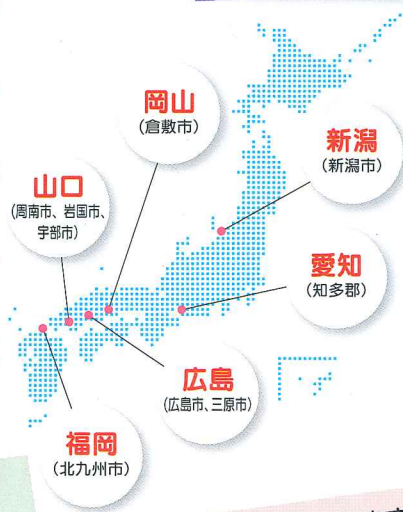 岡山
(倉敷市)
新潟
(新潟市)
山口
(周南市、岩国市、
宇部市)
愛知
(知多郡)
広島
(広島市、三原市)
福岡
(北九州市)